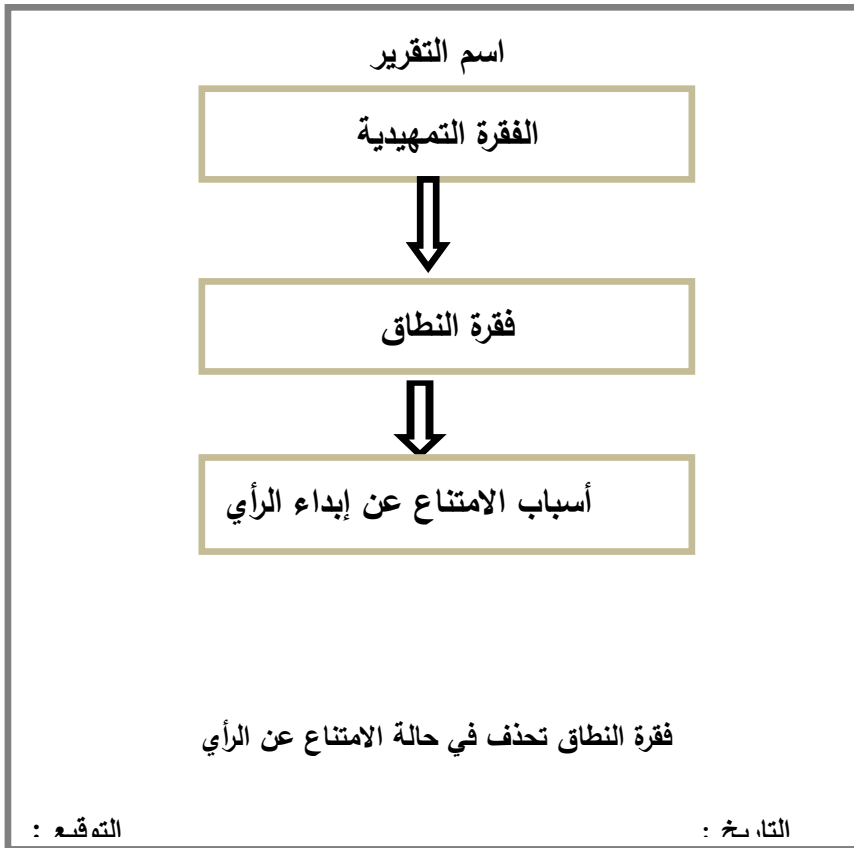 اسم التقرير
الفقرة التمهيدية
فقرة النطاق
أسباب الامتناع عن إبداء الرأي
فقرة النطاق تحذف في حالة الامتناع عن الرأي
التاريخ : التوقيع :